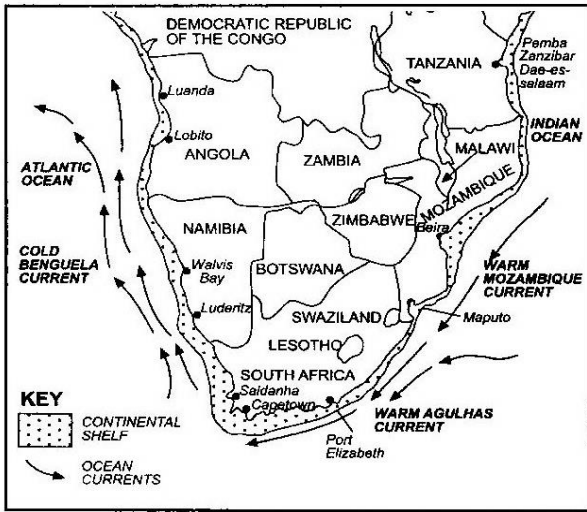 DEMOCRATIC REPUBLIC
OF THE CONGO
TANZANIA
Pemba
Zanzibar
Dae-es-
salaam
Luanda
INDIAN
OCEAN
Lobito
ANGOLA
ZAMBIA
MALAWI
ATLANTIC
OCEAN
MOZAMBIQUE
NAMIBIA
ZIMBABWE
Beira
COLD
BENGUELA
CURRENT
Walvis
Bay
BOTSWANA
WARM
MOZAMBIQUE
CURRENT
Luderitz
SWAZILAND
Maputo
LESOTHO
SOUTH AFRICA
KEY
Saidanha
Capetown
CONTINENTAL
SHELF
WARM AGULHAS
CURRENT
Port
Elizabeth
OCEAN
CURRENTS